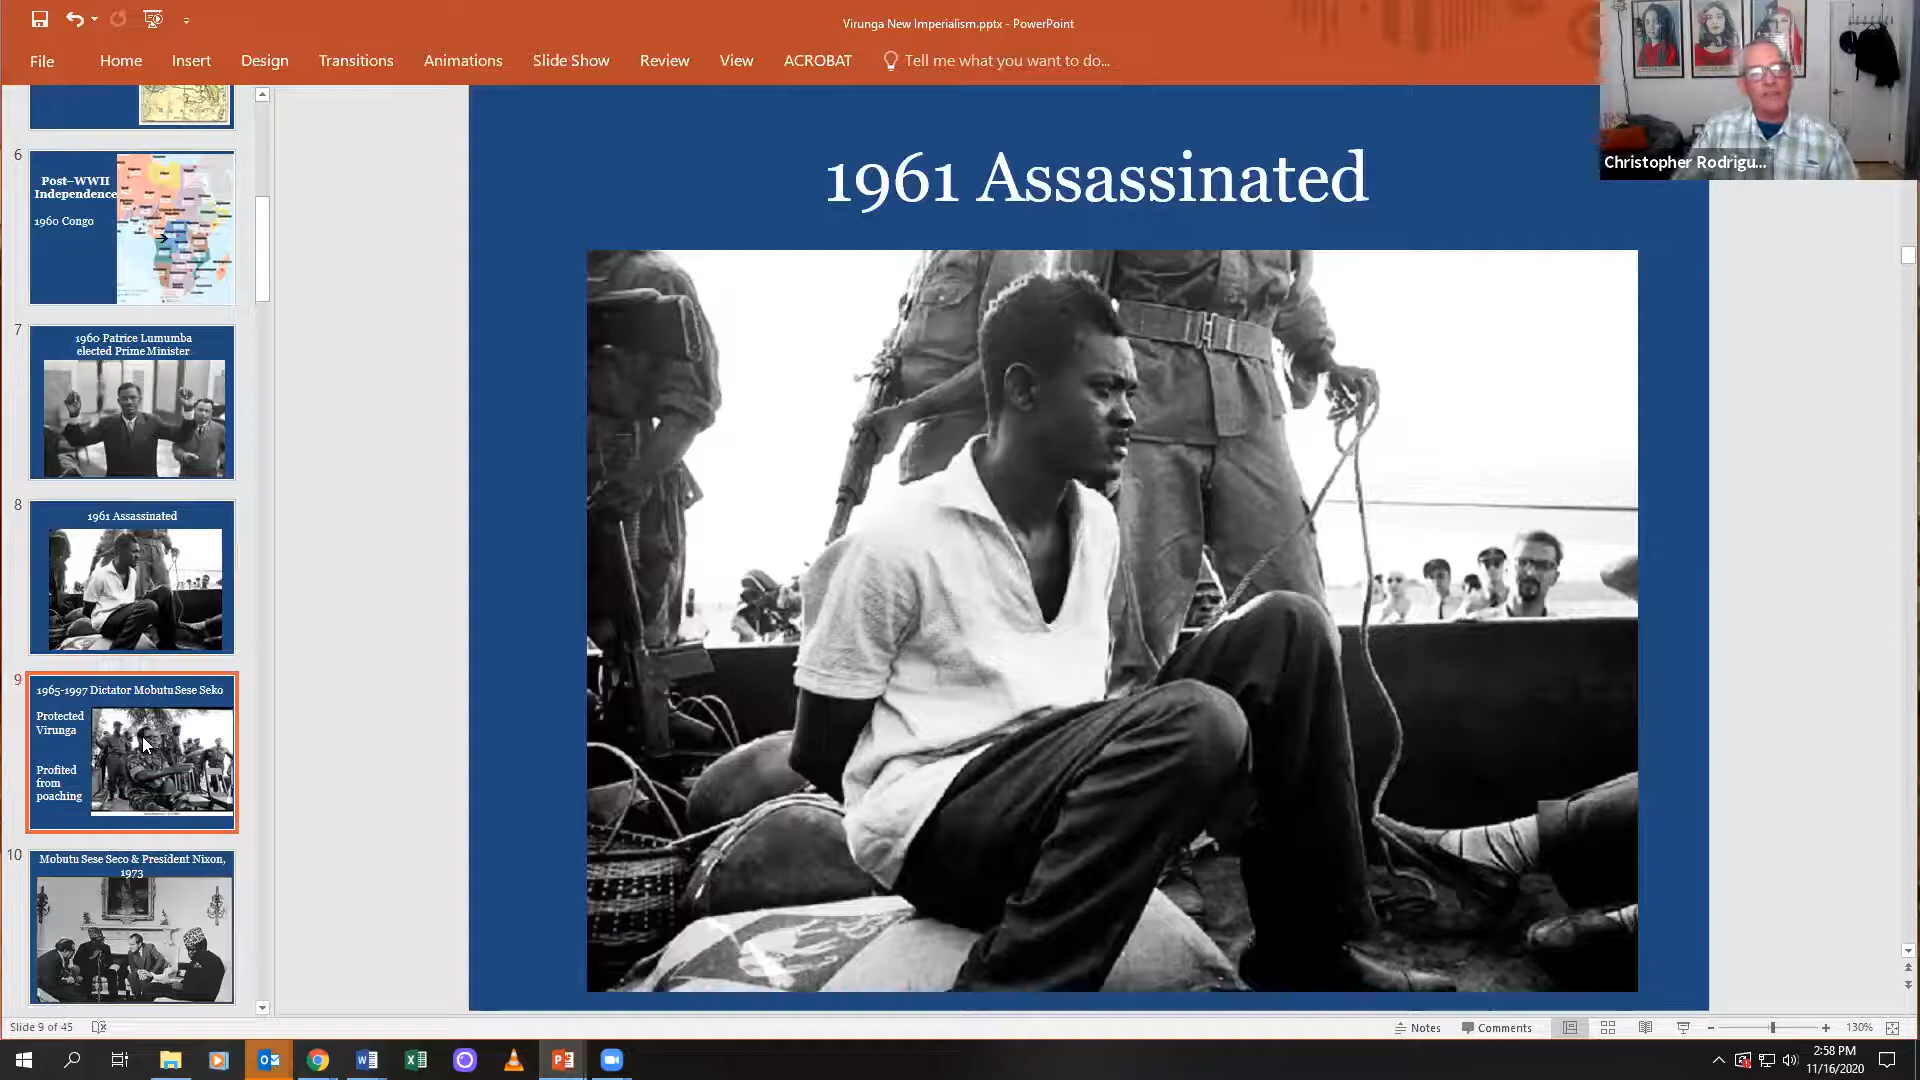 Virunga New Imperialism.pptx - PowerPoint
File Home Insert Design Transitions Animations Slide Show Review View ACROBAT Tell me what you want to do...
Christopher Rodrigu...
6
Post-WWII
Independence
1960 Congo
7
1960 Patrice Lumumba
elected Prime Minister
8
1961 Assassinated
9
1965-1997 Dictator Mobutu Sese Seko
Protected
Virunga
Profited
from
poaching
10
Mobutu Sese Seco & President Nixon,
1973
1961 Assassinated
Slide 9 of 45
Notes Comments 130%
2:58 PM
11/16/2020